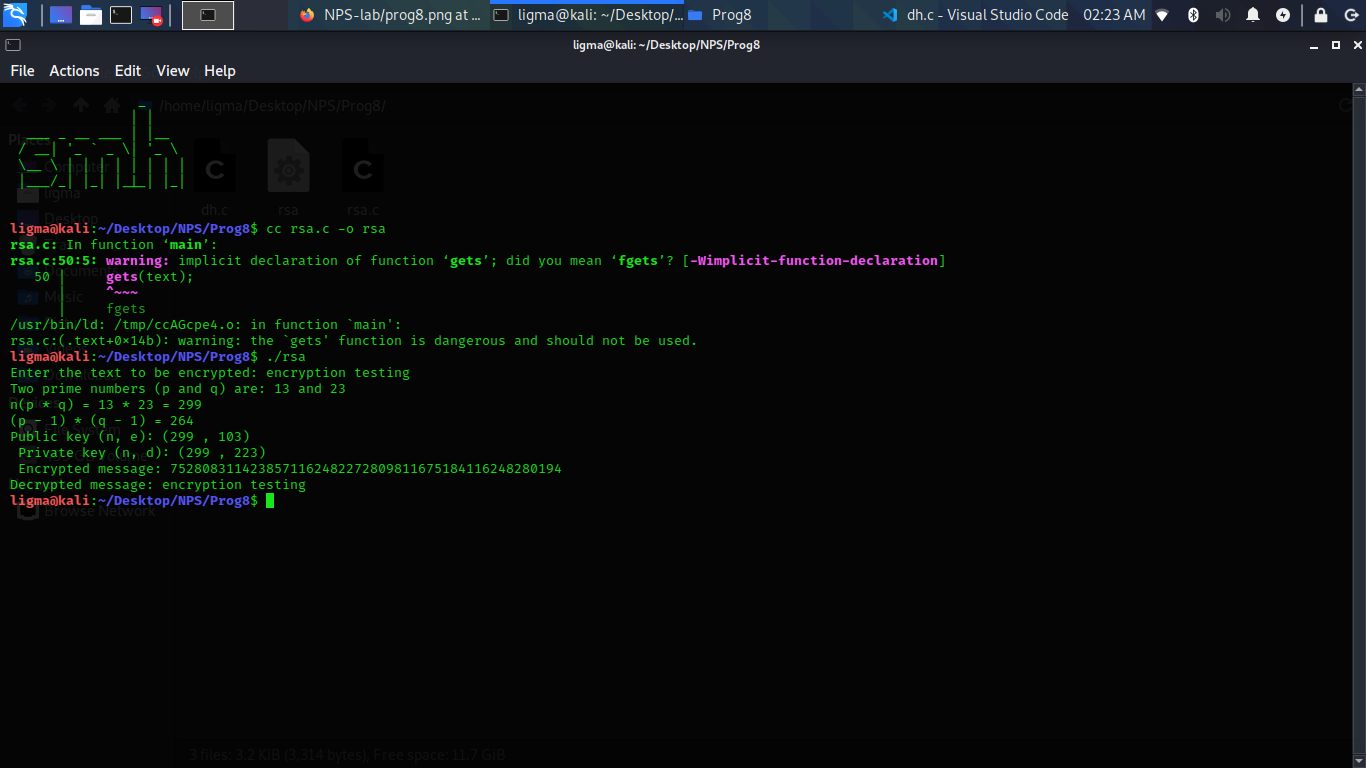 NPS-lab/prog8.png at ...
ligma@kali: ~/Desktop/...
Prog8
dh.c - Visual Studio Code
02:23 AM
ligma@kali: ~/Desktop/NPS/Prog8
File Actions Edit View Help
/home/ligma/Desktop/NPS/Prog8/
smh
Computer
ligma
dh.c rsa rsa.c
Desktop
ligma@kali:~/Desktop/NPS/Prog8$ cc rsa.c -o rsa
rsa.c: In function ‘main’:
rsa.c:50:5: warning: implicit declaration of function ‘gets’; did you mean ‘fgets’? [-Wimplicit-function-declaration]
50 | gets(text);
Music
| ^~~~
| fgets
/usr/bin/ld: /tmp/ccAGcpe4.o: in function `main':
rsa.c:(.text+0×14b): warning: the `gets' function is dangerous and should not be used.
ligma@kali:~/Desktop/NPS/Prog8$ ./rsa
Enter the text to be encrypted: encryption testing
Two prime numbers (p and q) are: 13 and 23
n(p * q) = 13 * 23 = 299
(p - 1) * (q - 1) = 264
Public key (n, e): (299 , 103)
Private key (n, d): (299 , 223)
Encrypted message: 7528083114238571162482272809811675184116248280194
Decrypted message: encryption testing
ligma@kali:~/Desktop/NPS/Prog8$
Browse Network
3 files: 3.2 KiB (3,314 bytes), Free space: 11.7 GiB